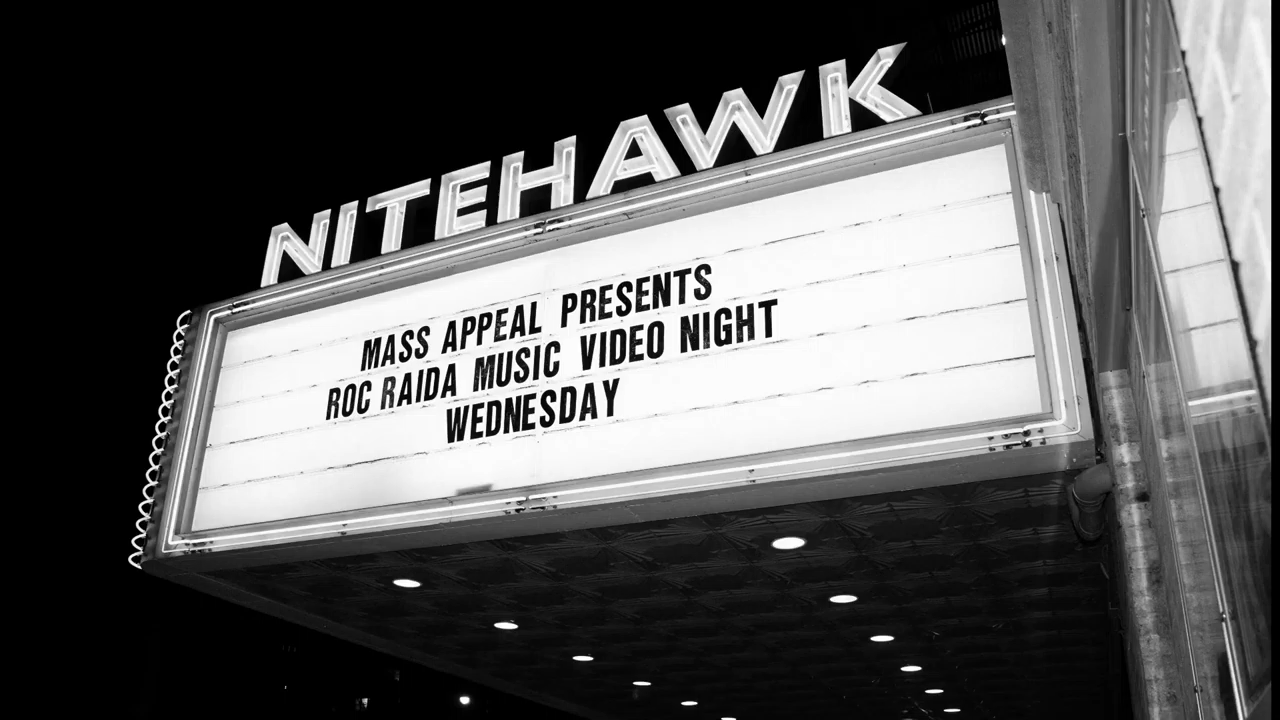 NITEHAWK
MASS APPEAL PRESENTS
ROC RAIDA MUSIC VIDEO NIGHT
WEDNESDAY